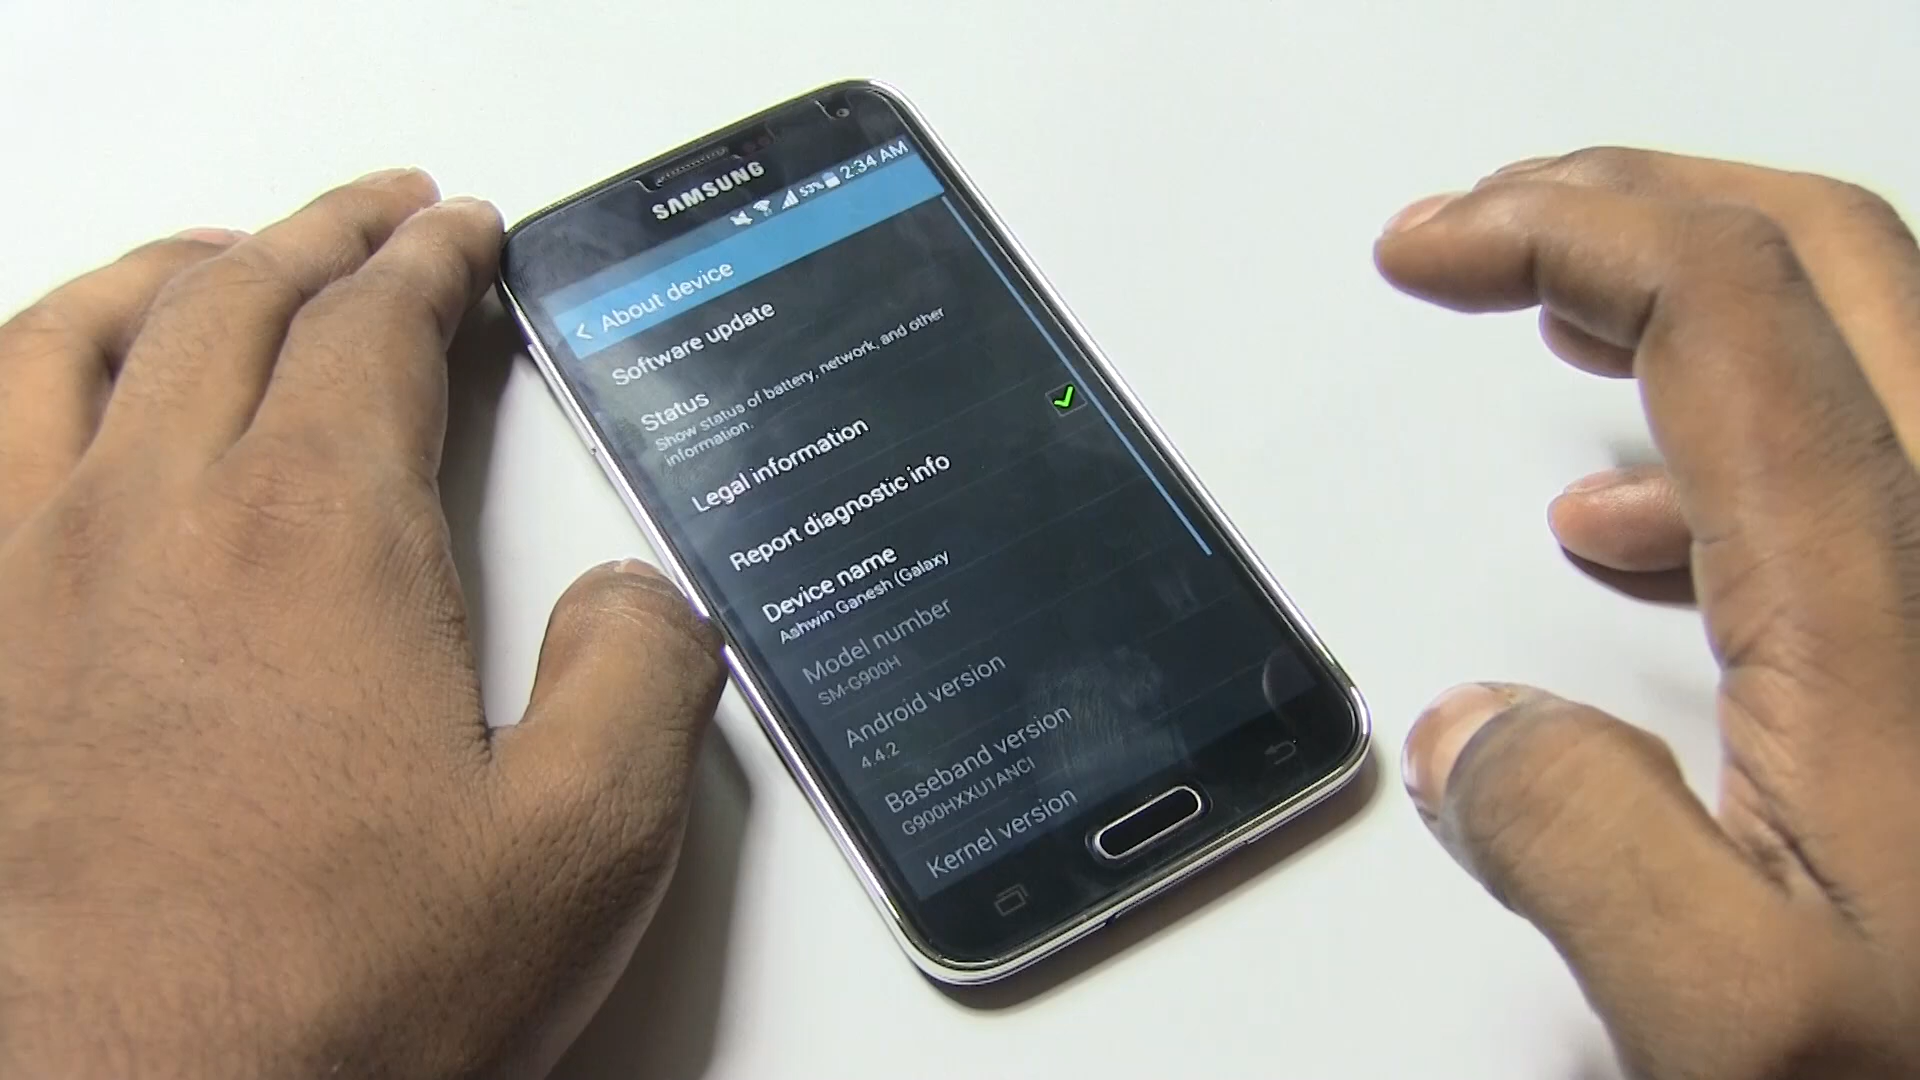 SAMSUNG
53% 2:34 AM
About device
Software update
Status
Show status of battery, network, and other
information.
Legal information
Report diagnostic info
Device name
Ashwin Ganesh (Galaxy
Model number
SM-G900H
Android version
4.4.2
Baseband version
G900HXXU1ANCI
Kernel version